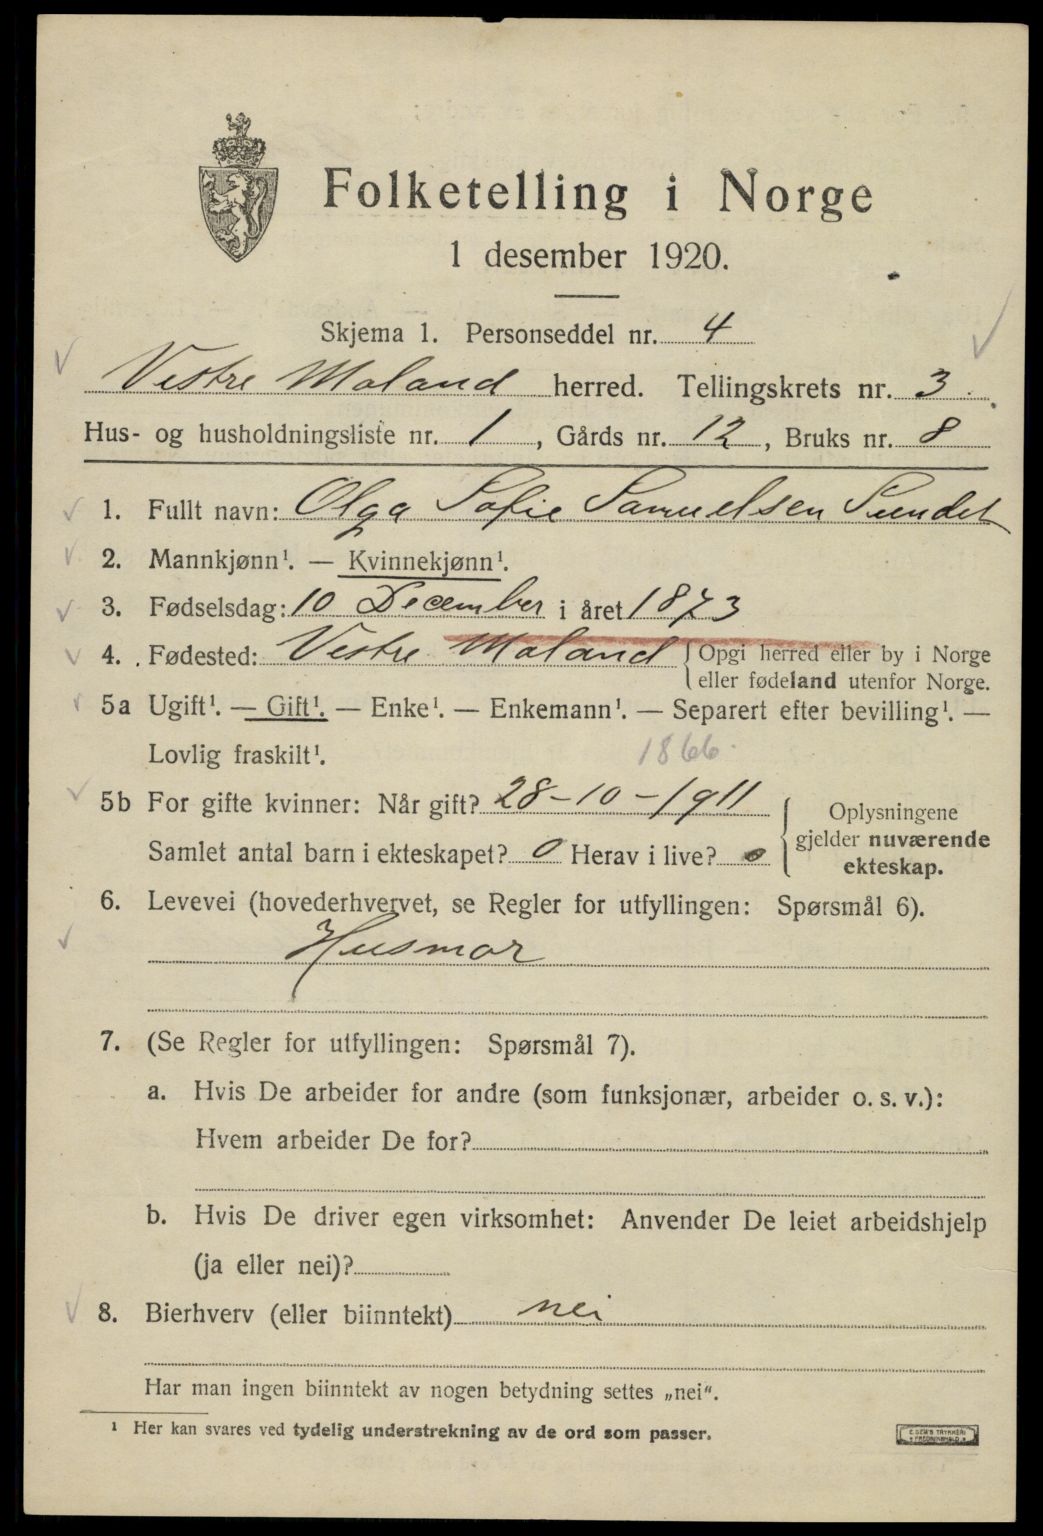 Folketelling i Norge
1 desember 1920.
Skjema 1. Personseddel nr. 4
Vestre Moland herred. Tellingskrets nr. 3
Hus- og husholdningsliste nr. 1, Gårds nr. 12, Bruks nr. 8
1. Fullt navn: Olga Sofie Samuelsen Sundet
2. Mannkjønn¹. — Kvinnekjønn¹.
3. Fødselsdag: 10 December i året 1873
4. Fødested: Vestre Moland { Opgi herred eller by i Norge
eller fødeland utenfor Norge.
5a Ugift¹. — Gift¹. — Enke¹. — Enkemann¹. — Separert efter bevilling¹. —
Lovlig fraskilt¹. 1866.
5b For gifte kvinner: Når gift? 28-10-1911
Samlet antal barn i ekteskapet? 0 Herav i live? 0
Oplysningene
gjelder nuværende
ekteskap.
6. Levevei (hovederhvervet, se Regler for utfyllingen: Spørsmål 6).
Husmor
7. (Se Regler for utfyllingen: Spørsmål 7).
a. Hvis De arbeider for andre (som funksjonær, arbeider o. s. v.):
Hvem arbeider De for?
b. Hvis De driver egen virksomhet: Anvender De leiet arbeidshjelp
(ja eller nei)?
8. Bierhverv (eller biinntekt) nei
Har man ingen biinntekt av nogen betydning settes „nei“.
¹ Her kan svares ved tydelig understrekning av de ord som passer.
E. SEM'S TRYKKERI
FREDRIKSHALD